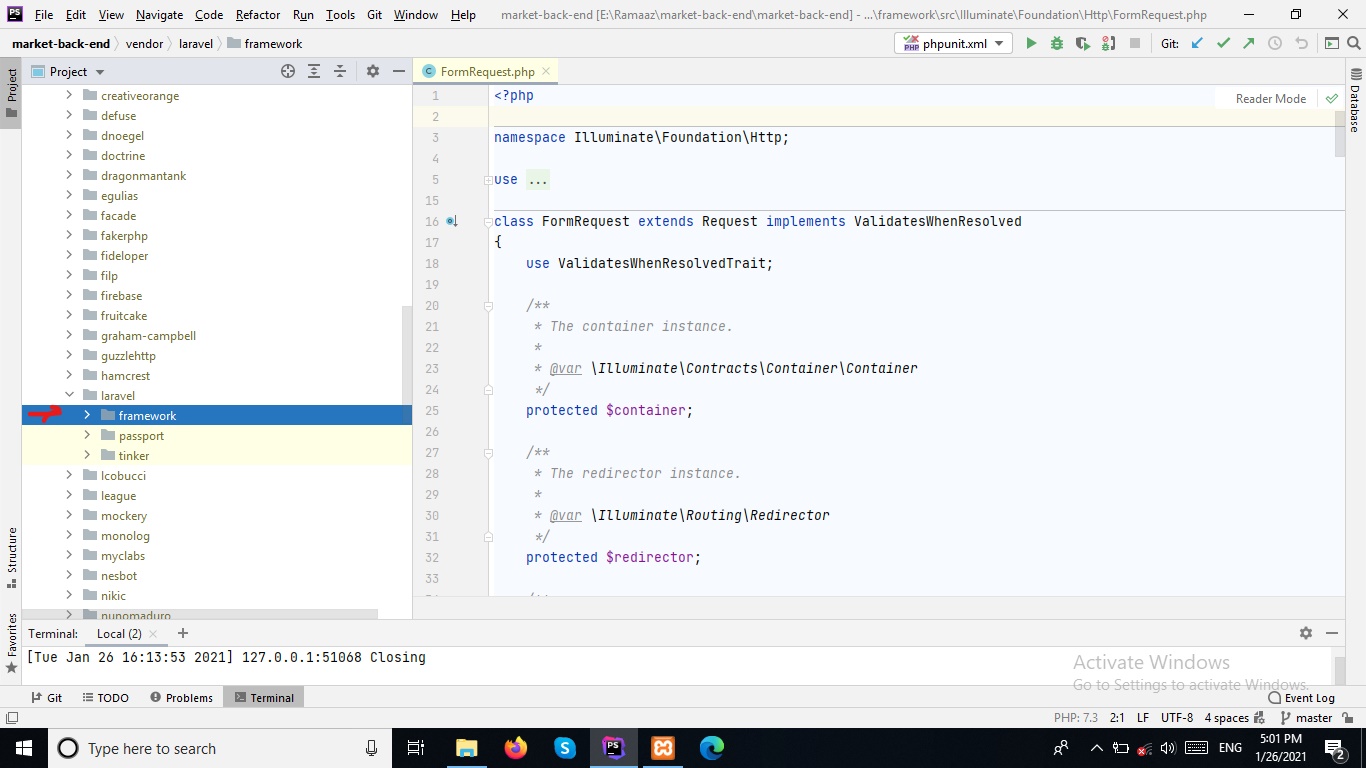 PS File Edit View Navigate Code Refactor Run Tools Git Window Help market-back-end [E:\Ramaaz\market-back-end\market-back-end] - ...\framework\src\Illuminate\Foundation\Http\FormRequest.php
market-back-end vendor laravel framework phpunit.xml Git:
Project
Project
FormRequest.php
Database
creativeorange
defuse
dnoegel
doctrine
dragonmantank
egulias
facade
fakerphp
fideloper
filp
firebase
fruitcake
graham-campbell
guzzlehttp
hamcrest
laravel
framework
passport
tinker
lcobucci
league
mockery
monolog
myclabs
nesbot
nikic
nunomaduro
Reader Mode
1 <?php
2
3 namespace Illuminate\Foundation\Http;
4
5 use ...
15
16 class FormRequest extends Request implements ValidatesWhenResolved
17 {
18 use ValidatesWhenResolvedTrait;
19
20 /**
21 * The container instance.
22 *
23 * @var \Illuminate\Contracts\Container\Container
24 */
25 protected $container;
26
27 /**
28 * The redirector instance.
29 *
30 * @var \Illuminate\Routing\Redirector
31 */
32 protected $redirector;
33
Structure
Favorites
Terminal: Local (2) +
[Tue Jan 26 16:13:53 2021] 127.0.0.1:51068 Closing
Activate Windows
Go to Settings to activate Windows.
Git TODO Problems Terminal Event Log
PHP: 7.3 2:1 LF UTF-8 4 spaces master
Type here to search
ENG
5:01 PM
1/26/2021
2